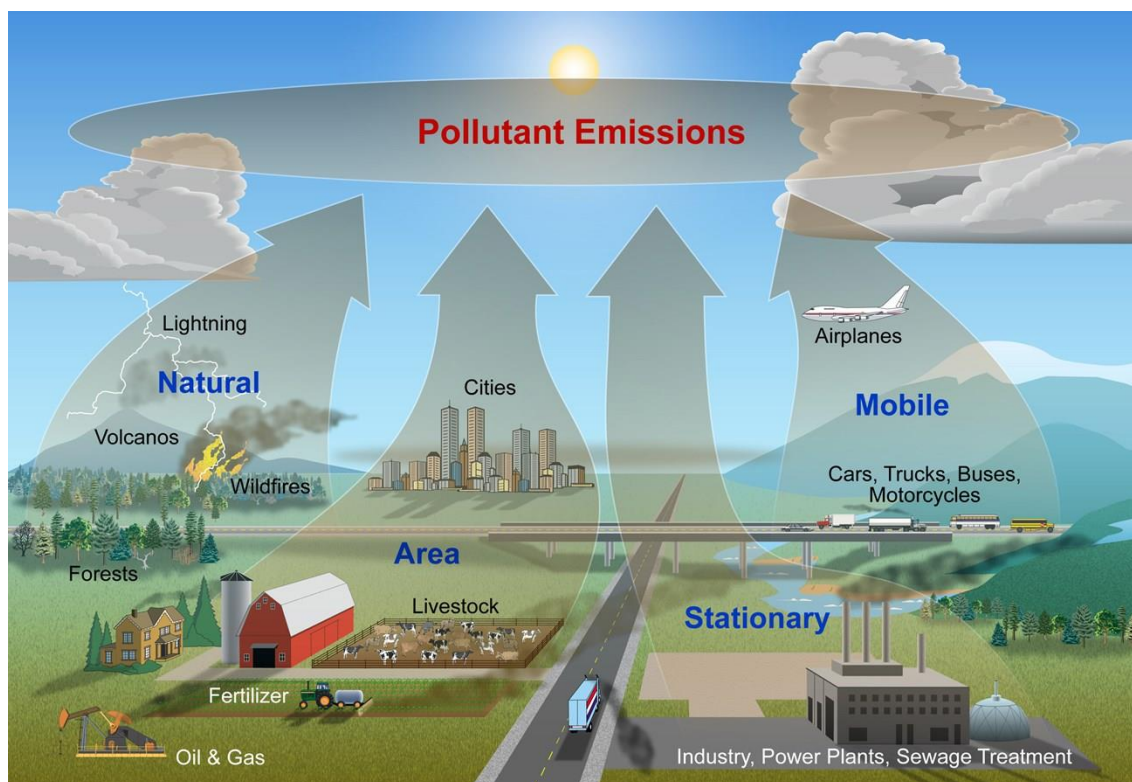 Pollutant Emissions
Lightning
Natural
Volcanos
Wildfires
Forests
Cities
Area
Livestock
Fertilizer
Oil & Gas
Airplanes
Mobile
Cars, Trucks, Buses,
Motorcycles
Stationary
Industry, Power Plants, Sewage Treatment